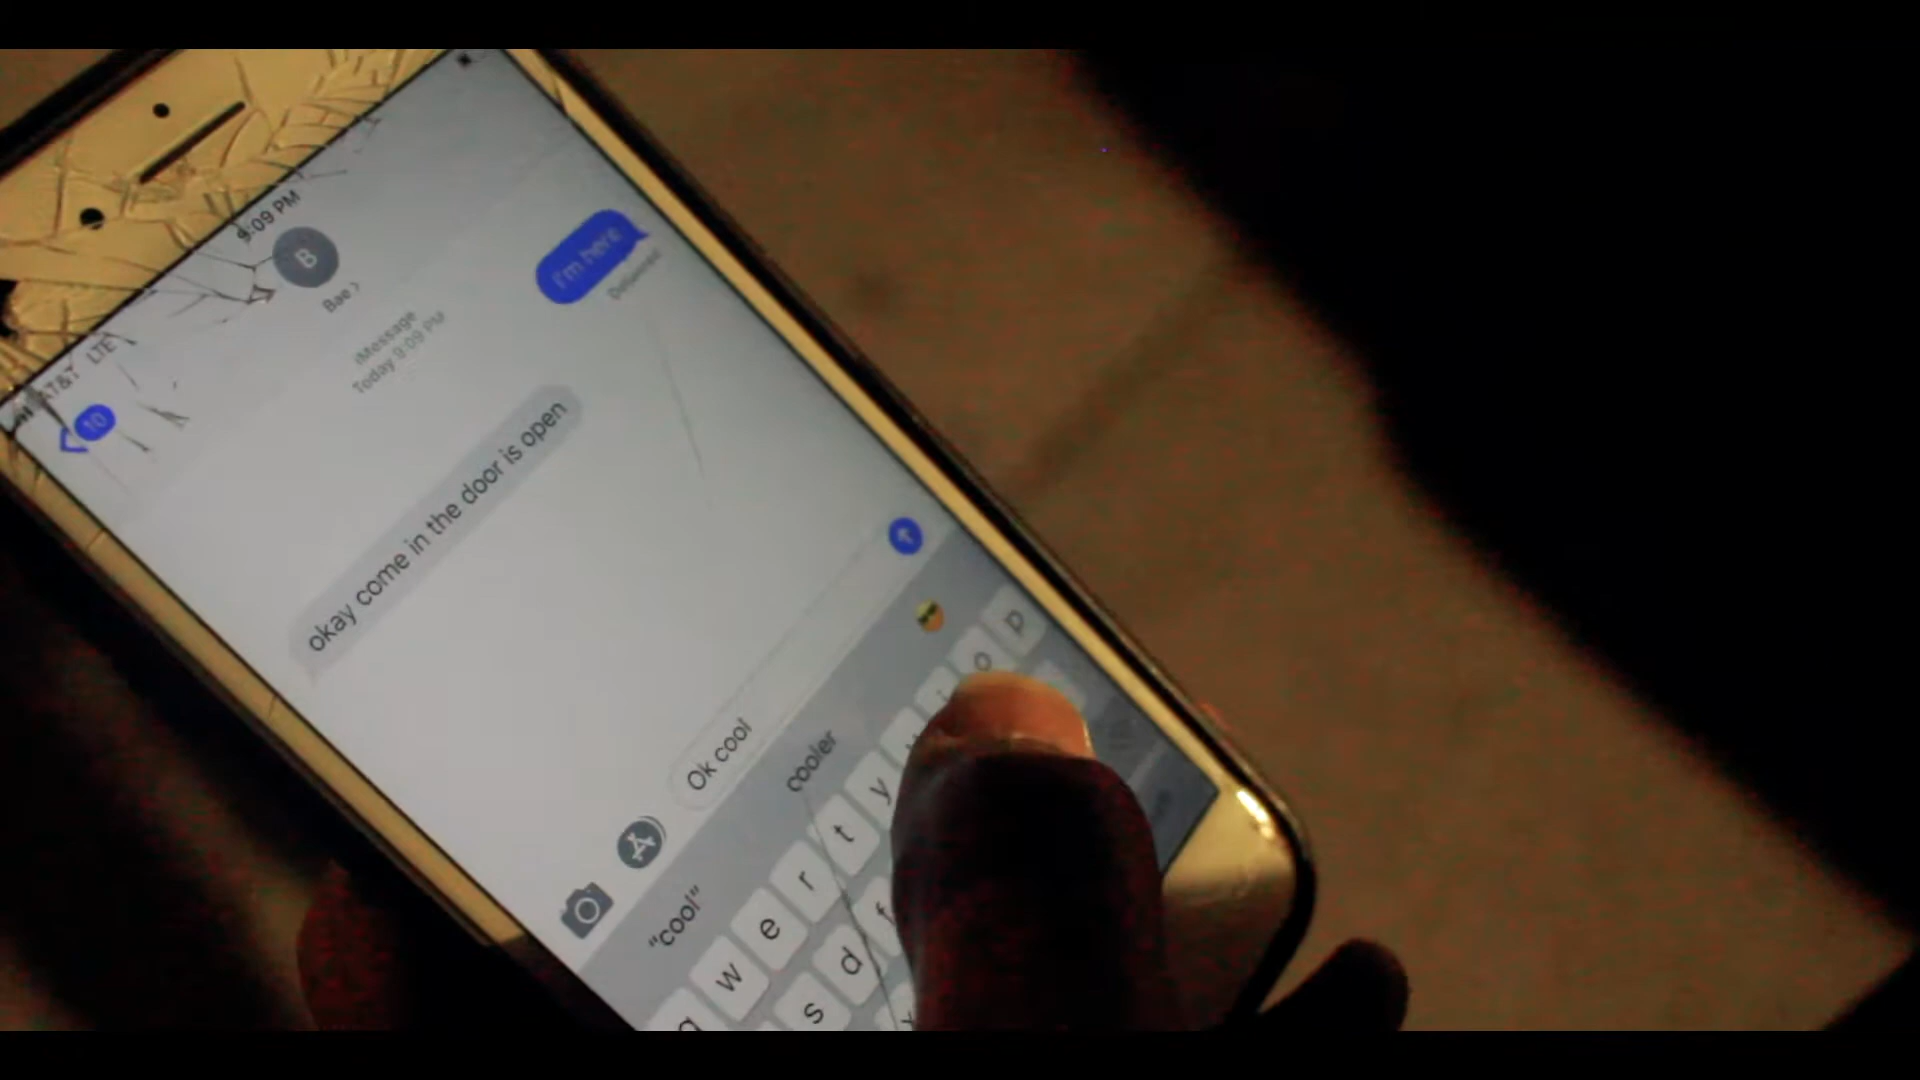 AT&T LTE
9:09 PM
10
B
Bae >
iMessage
Today 9:09 PM
I'm here
Delivered
okay come in the door is open
Ok cool
"cool"
cooler
q w e r t y i o p
s d f
x